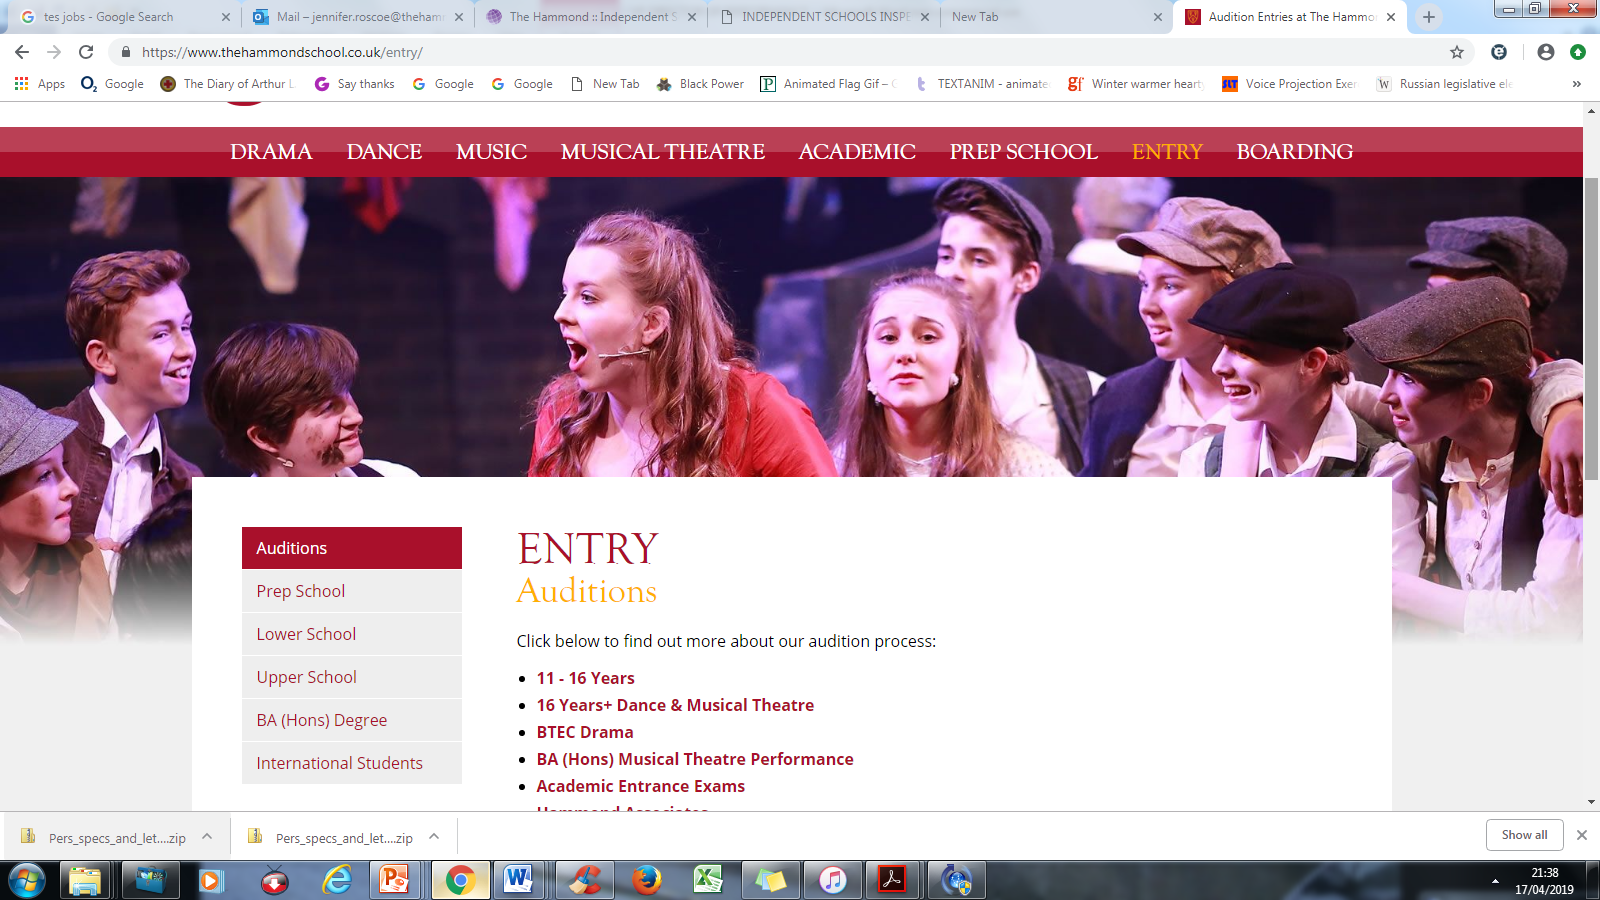 tes jobs - Google Search
Mail – jennifer.roscoe@theham
The Hammond :: Independent S
INDEPENDENT SCHOOLS INSPE
New Tab
Audition Entries at The Hammo
https://www.thehammondschool.co.uk/entry/
Apps
Google
The Diary of Arthur L
Say thanks
Google
Google
New Tab
Black Power
Animated Flag Gif – C
TEXTANIM - animate
Winter warmer heart
Voice Projection Exer
Russian legislative ele
DRAMA DANCE MUSIC MUSICAL THEATRE ACADEMIC PREP SCHOOL ENTRY BOARDING
Auditions
Prep School
Lower School
Upper School
BA (Hons) Degree
International Students
ENTRY
Auditions
Click below to find out more about our audition process:
11 - 16 Years
16 Years+ Dance & Musical Theatre
BTEC Drama
BA (Hons) Musical Theatre Performance
Academic Entrance Exams
Hammond Associates
Pers_specs_and_let....zip
Pers_specs_and_let....zip
Show all
21:38
17/04/2019